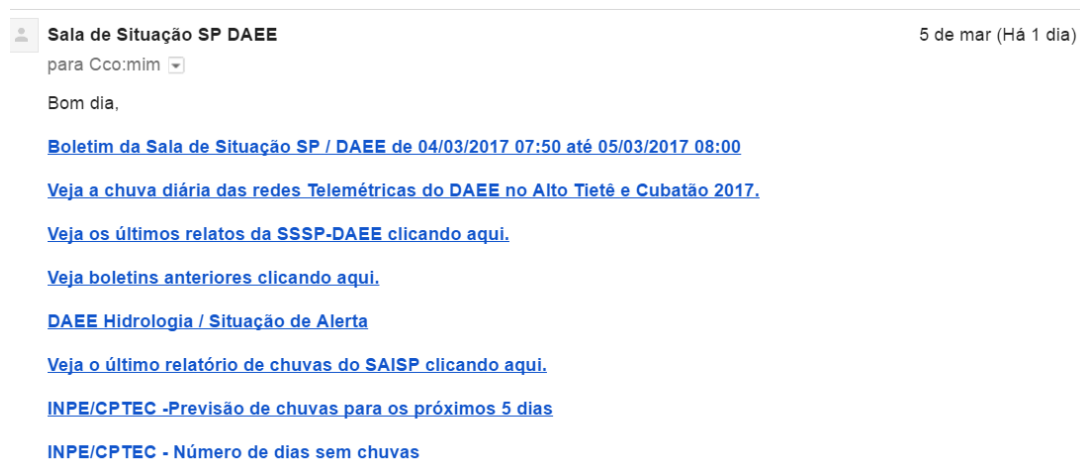 Sala de Situação SP DAEE
5 de mar (Há 1 dia)
para Cco:mim
Bom dia,
Boletim da Sala de Situação SP / DAEE de 04/03/2017 07:50 até 05/03/2017 08:00
Veja a chuva diária das redes Telemétricas do DAEE no Alto Tietê e Cubatão 2017.
Veja os últimos relatos da SSSP-DAEE clicando aqui.
Veja boletins anteriores clicando aqui.
DAEE Hidrologia / Situação de Alerta
Veja o último relatório de chuvas do SAISP clicando aqui.
INPE/CPTEC -Previsão de chuvas para os próximos 5 dias
INPE/CPTEC - Número de dias sem chuvas